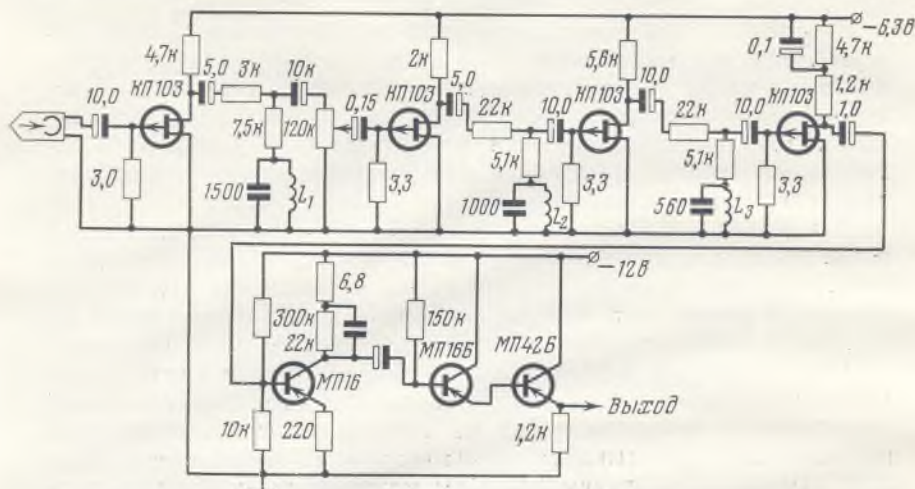 4,7к
5,0
3к
10к
2к
5,0
5,6к
10,0
0,1
4,7к
−6,3в
10,0
КП103
7,5к
120к
0,15
КП103
22к
10,0
КП103
22к
10,0
КП103
1,2к
1,0
3,0
1500
L1
3,3
5,1к
1000
L2
3,3
5,1к
560
L3
3,3
−12в
6,8
300к
22к
150к
МП16
МП16Б
МП42Б
Выход
10к
220
1,2к